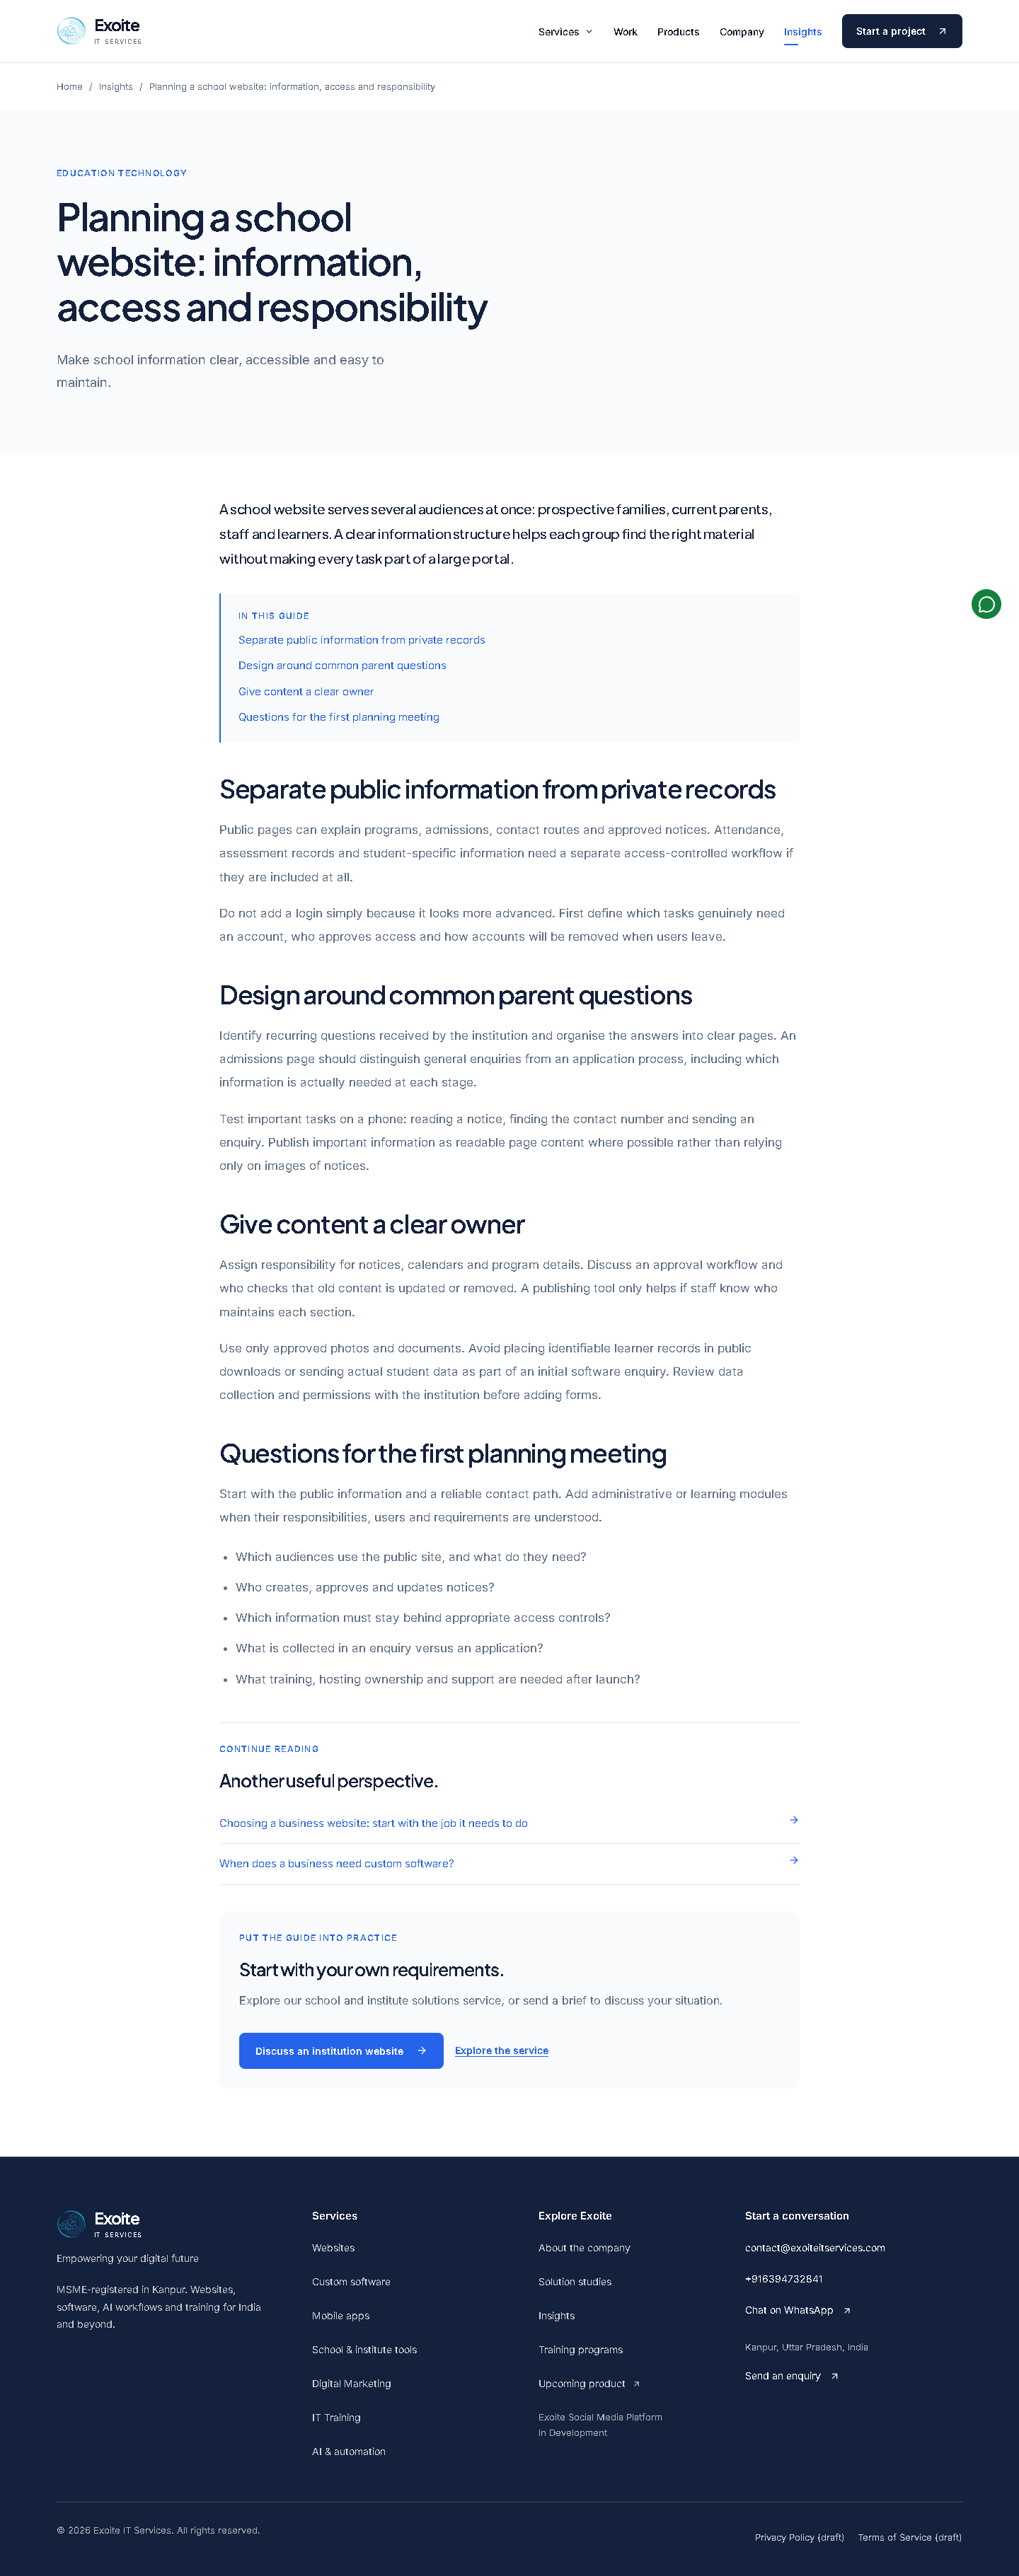 Exoite
IT SERVICES
Services
Work
Products
Company
Insights
Start a project
Home / Insights / Planning a school website: information, access and responsibility
EDUCATION TECHNOLOGY
Planning a school
website: information,
access and responsibility
Make school information clear, accessible and easy to
maintain.
A school website serves several audiences at once: prospective families, current parents,
staff and learners. A clear information structure helps each group find the right material
without making every task part of a large portal.
IN THIS GUIDE
Separate public information from private records
Design around common parent questions
Give content a clear owner
Questions for the first planning meeting
Separate public information from private records
Public pages can explain programs, admissions, contact routes and approved notices. Attendance,
assessment records and student-specific information need a separate access-controlled workflow if
they are included at all.
Do not add a login simply because it looks more advanced. First define which tasks genuinely need
an account, who approves access and how accounts will be removed when users leave.
Design around common parent questions
Identify recurring questions received by the institution and organise the answers into clear pages. An
admissions page should distinguish general enquiries from an application process, including which
information is actually needed at each stage.
Test important tasks on a phone: reading a notice, finding the contact number and sending an
enquiry. Publish important information as readable page content where possible rather than relying
only on images of notices.
Give content a clear owner
Assign responsibility for notices, calendars and program details. Discuss an approval workflow and
who checks that old content is updated or removed. A publishing tool only helps if staff know who
maintains each section.
Use only approved photos and documents. Avoid placing identifiable learner records in public
downloads or sending actual student data as part of an initial software enquiry. Review data
collection and permissions with the institution before adding forms.
Questions for the first planning meeting
Start with the public information and a reliable contact path. Add administrative or learning modules
when their responsibilities, users and requirements are understood.
• Which audiences use the public site, and what do they need?
• Who creates, approves and updates notices?
• Which information must stay behind appropriate access controls?
• What is collected in an enquiry versus an application?
• What training, hosting ownership and support are needed after launch?
CONTINUE READING
Another useful perspective.
Choosing a business website: start with the job it needs to do
When does a business need custom software?
PUT THE GUIDE INTO PRACTICE
Start with your own requirements.
Explore our school and institute solutions service, or send a brief to discuss your situation.
Discuss an institution website
Explore the service
Exoite
IT SERVICES
Empowering your digital future
MSME-registered in Kanpur. Websites,
software, AI workflows and training for India
and beyond.
Services
Websites
Custom software
Mobile apps
School & institute tools
Digital Marketing
IT Training
AI & automation
Explore Exoite
About the company
Solution studies
Insights
Training programs
Upcoming product
Exoite Social Media Platform
In Development
Start a conversation
contact@exoiteitservices.com
+916394732841
Chat on WhatsApp
Kanpur, Uttar Pradesh, India
Send an enquiry
© 2026 Exoite IT Services. All rights reserved.
Privacy Policy (draft)
Terms of Service (draft)